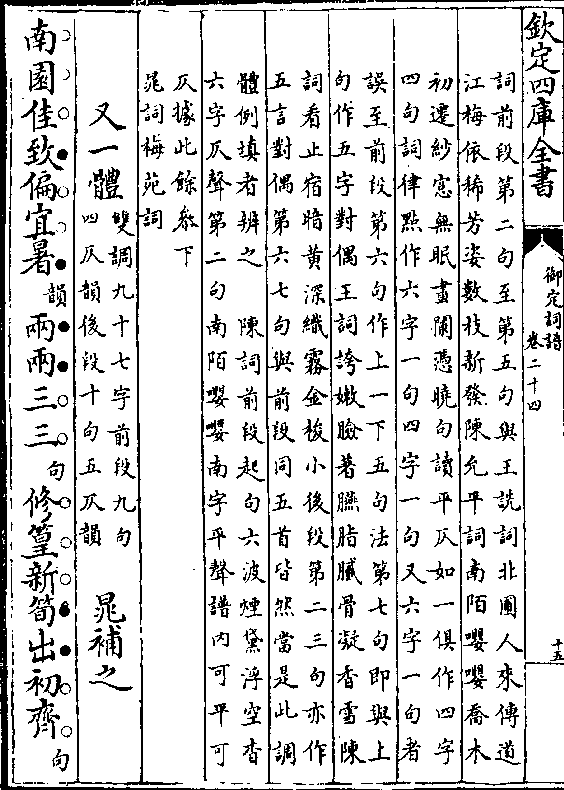 欽定四庫全書
御定詞譜
卷二十四
十五
詞前段第二句至第五句與王詵詞北圃人來傳道
江梅依稀芳姿數枝新發陳允平詞南陌嚶嚶喬木
初遷紗窓無眠畫闌憑曉句讀平仄如一俱作四字
四句詞律點作六字一句四字一句又六字一句者
誤至前段第六句作上一下五句法第七句即與上
句作五字對偶王詞誇嫩臉著臙脂膩骨凝香雪陳
詞看止宿暗黄深織霧金梭小後段第二三句亦作
五言對偶第六七句與前段同五首皆然當是此調
體例填者辨之 陳詞前段起句六波煙黛浮空杳
六字仄聲第二句南陌嚶嚶南字平聲譜内可平可
仄據此餘參下
晁詞梅苑詞
又一體 雙調九十七字前段九句四仄韻後段十句五仄韻 晁補之
南園佳致偏宜暑韻兩兩三三句修篁新筍出初齊句